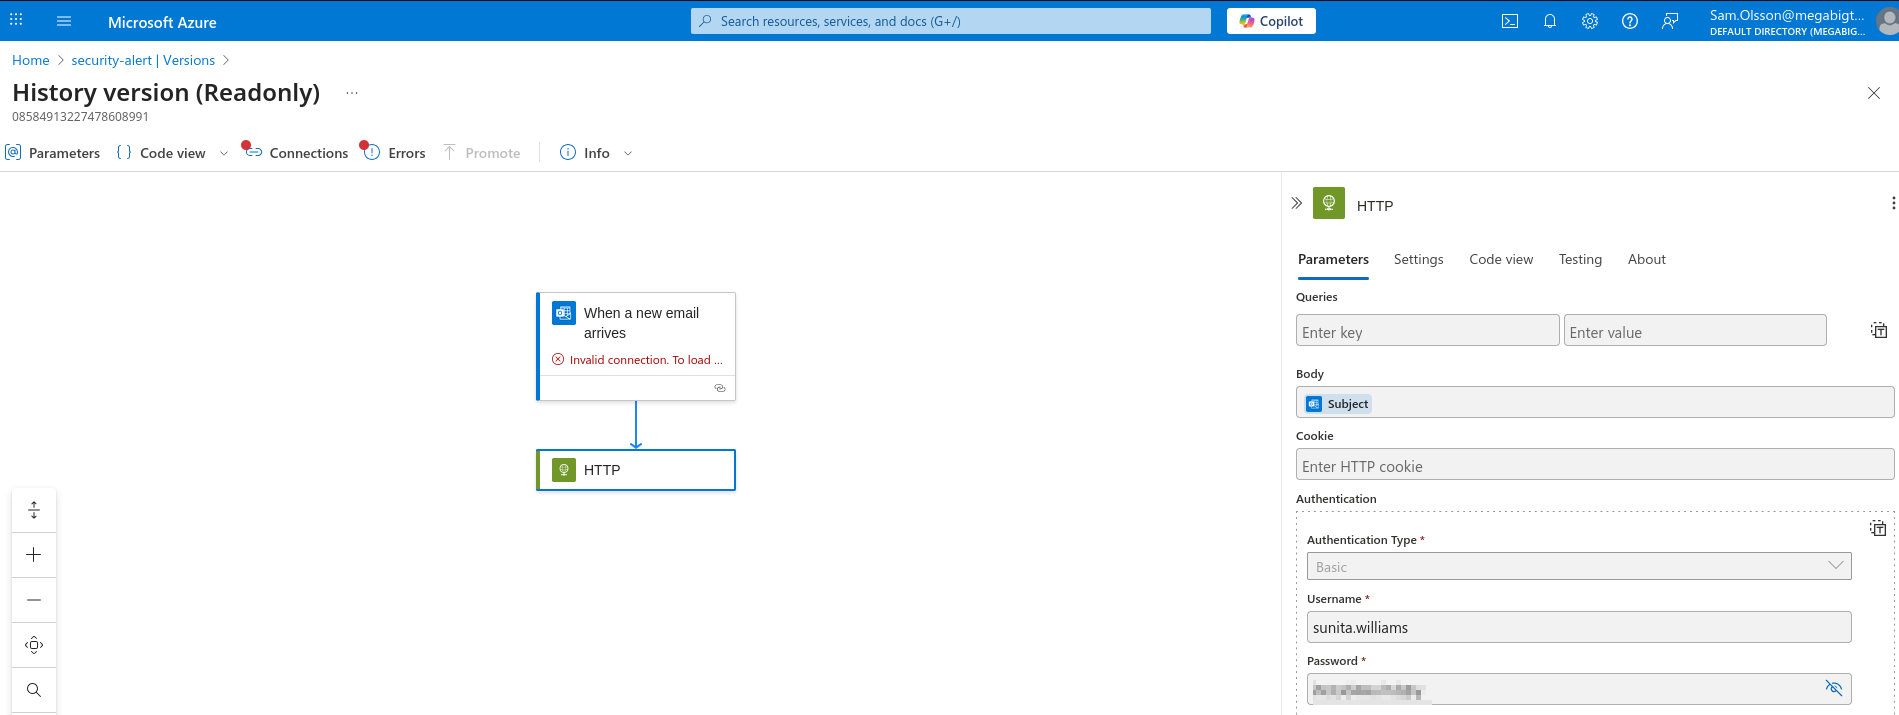 Microsoft Azure
Search resources, services, and docs (G+/)
Copilot
Sam.Olsson@megabigt...
DEFAULT DIRECTORY (MEGABIG...
Home > security-alert | Versions >
History version (Readonly) ...
08584913227478608991
Parameters
Code view
Connections
Errors
Promote
Info
When a new email
arrives
Invalid connection. To load ...
HTTP
HTTP
Parameters
Settings
Code view
Testing
About
Queries
Enter key
Enter value
Body
Subject
Cookie
Enter HTTP cookie
Authentication
Authentication Type *
Basic
Username *
sunita.williams
Password *